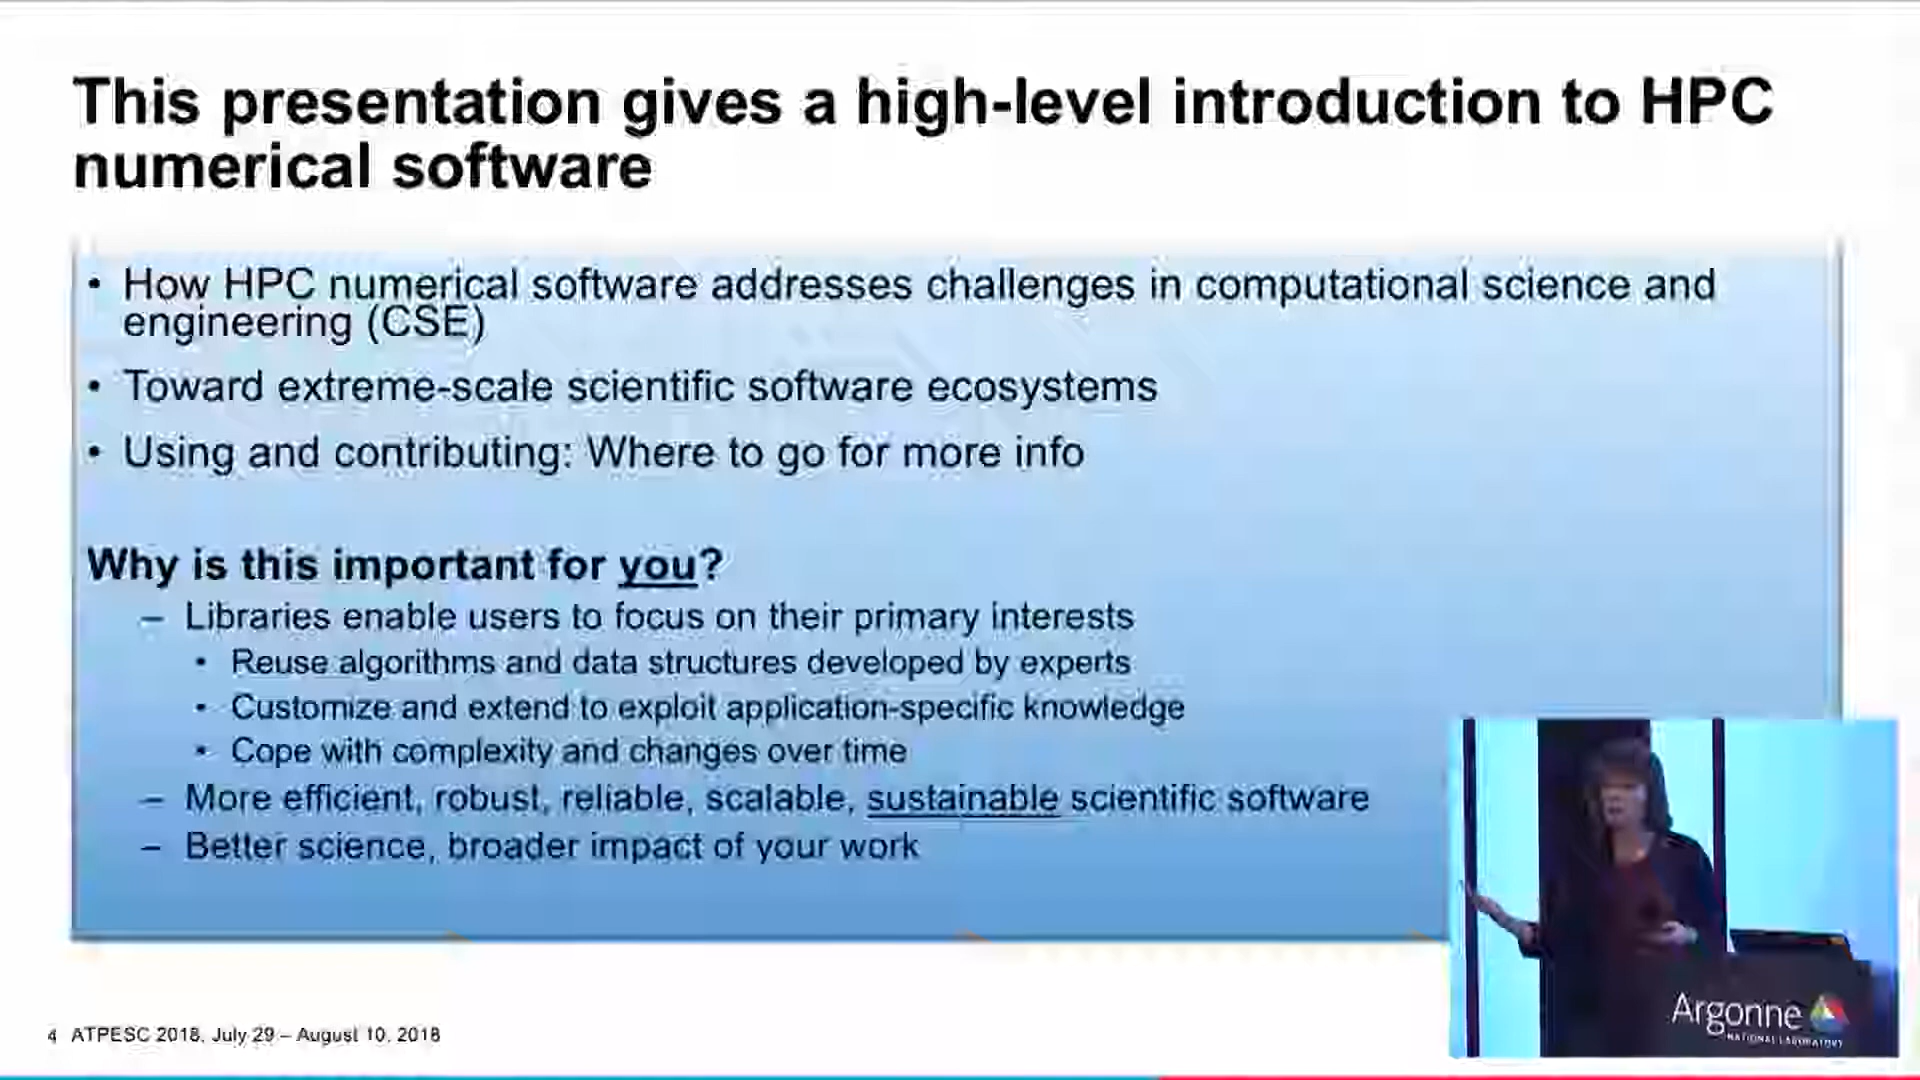 This presentation gives a high-level introduction to HPC
numerical software
• How HPC numerical software addresses challenges in computational science and
engineering (CSE)
• Toward extreme-scale scientific software ecosystems
• Using and contributing: Where to go for more info
Why is this important for you?
– Libraries enable users to focus on their primary interests
• Reuse algorithms and data structures developed by experts
• Customize and extend to exploit application-specific knowledge
• Cope with complexity and changes over time
– More efficient, robust, reliable, scalable, sustainable scientific software
– Better science, broader impact of your work
4 ATPESC 2018, July 29 – August 10, 2018
Argonne
NATIONAL LABORATORY